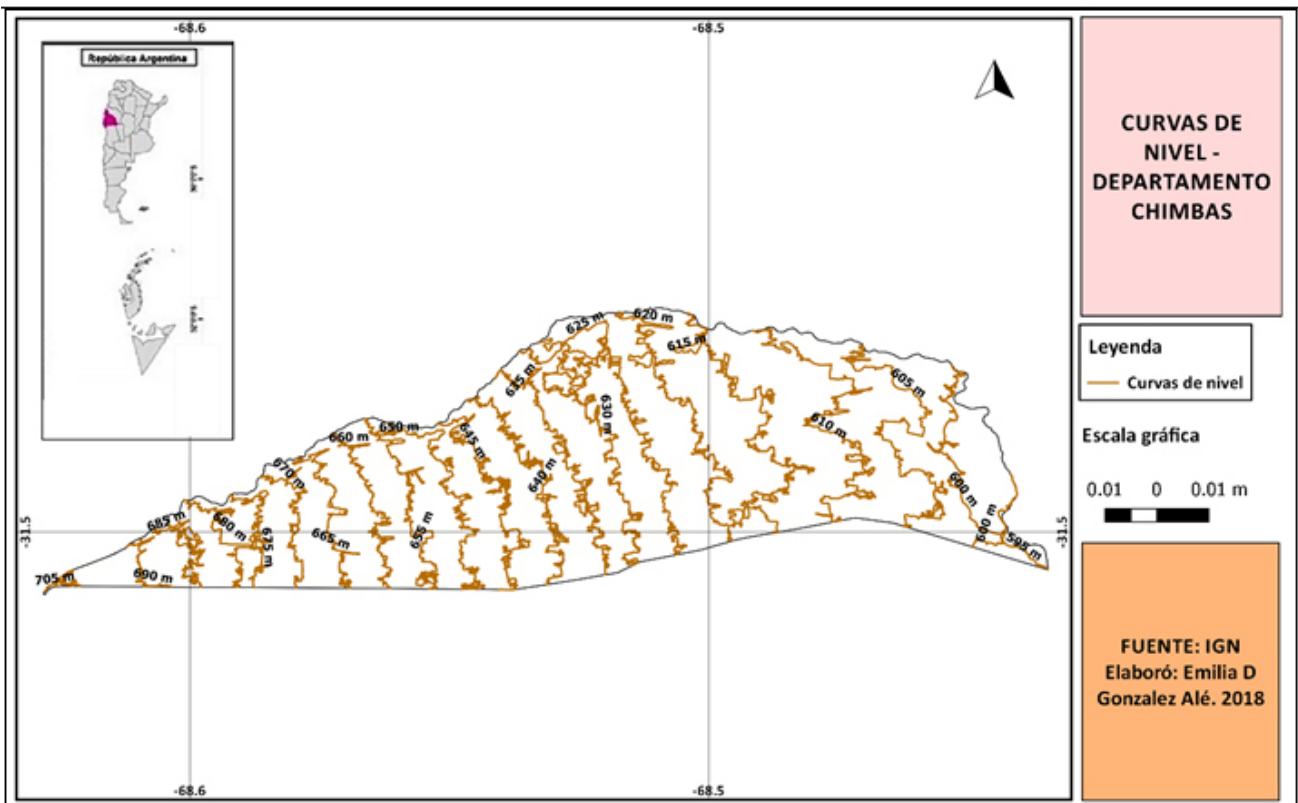 -68.6
-68.5
República Argentina
CURVAS DE
NIVEL -
DEPARTAMENTO
CHIMBAS
Leyenda
Curvas de nivel
Escala gráfica
0.01 0 0.01 m
FUENTE: IGN
Elaboró: Emilia D
Gonzalez Alé. 2018
620 m
625 m
615 m
635 m
605 m
630 m
610 m
650 m
660 m
645 m
640 m
670 m
600 m
685 m
680 m
675 m
665 m
655 m
600 m
595 m
705 m
690 m
-31.5
-31.5
-68.6
-68.5